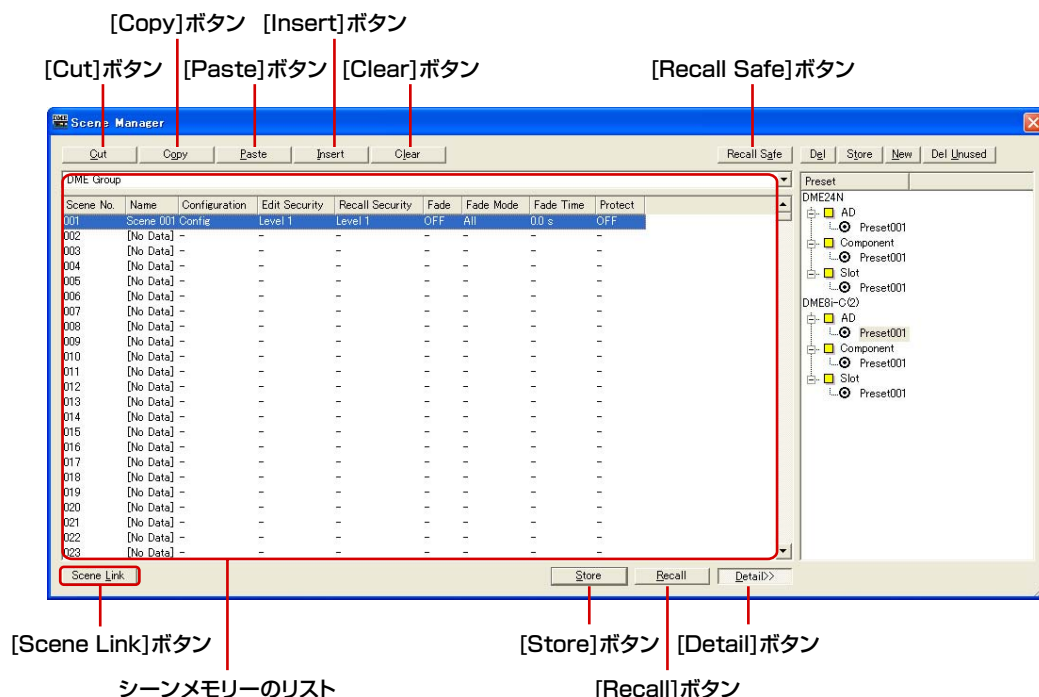 [Copy]ボタン [Insert]ボタン
[Cut]ボタン [Paste]ボタン [Clear]ボタン [Recall Safe]ボタン
Scene Manager
Cut Copy Paste Insert Clear Recall Safe Del Store New Del Unused
DME Group
Preset
Scene No. Name Configuration Edit Security Recall Security Fade Fade Mode Fade Time Protect
001 Scene 001 Config Level 1 Level 1 OFF All 0.0 s OFF
002 [No Data] - - - - - - -
003 [No Data] - - - - - - -
004 [No Data] - - - - - - -
005 [No Data] - - - - - - -
006 [No Data] - - - - - - -
007 [No Data] - - - - - - -
008 [No Data] - - - - - - -
009 [No Data] - - - - - - -
010 [No Data] - - - - - - -
011 [No Data] - - - - - - -
012 [No Data] - - - - - - -
013 [No Data] - - - - - - -
014 [No Data] - - - - - - -
015 [No Data] - - - - - - -
016 [No Data] - - - - - - -
017 [No Data] - - - - - - -
018 [No Data] - - - - - - -
019 [No Data] - - - - - - -
020 [No Data] - - - - - - -
021 [No Data] - - - - - - -
022 [No Data] - - - - - - -
023 [No Data] - - - - - - -
DME24N
AD
Preset001
Component
Preset001
Slot
Preset001
DME8i-C(2)
AD
Preset001
Component
Preset001
Slot
Preset001
Scene Link Store Recall Detail>>
[Scene Link]ボタン [Store]ボタン [Detail]ボタン
シーンメモリーのリスト [Recall]ボタン